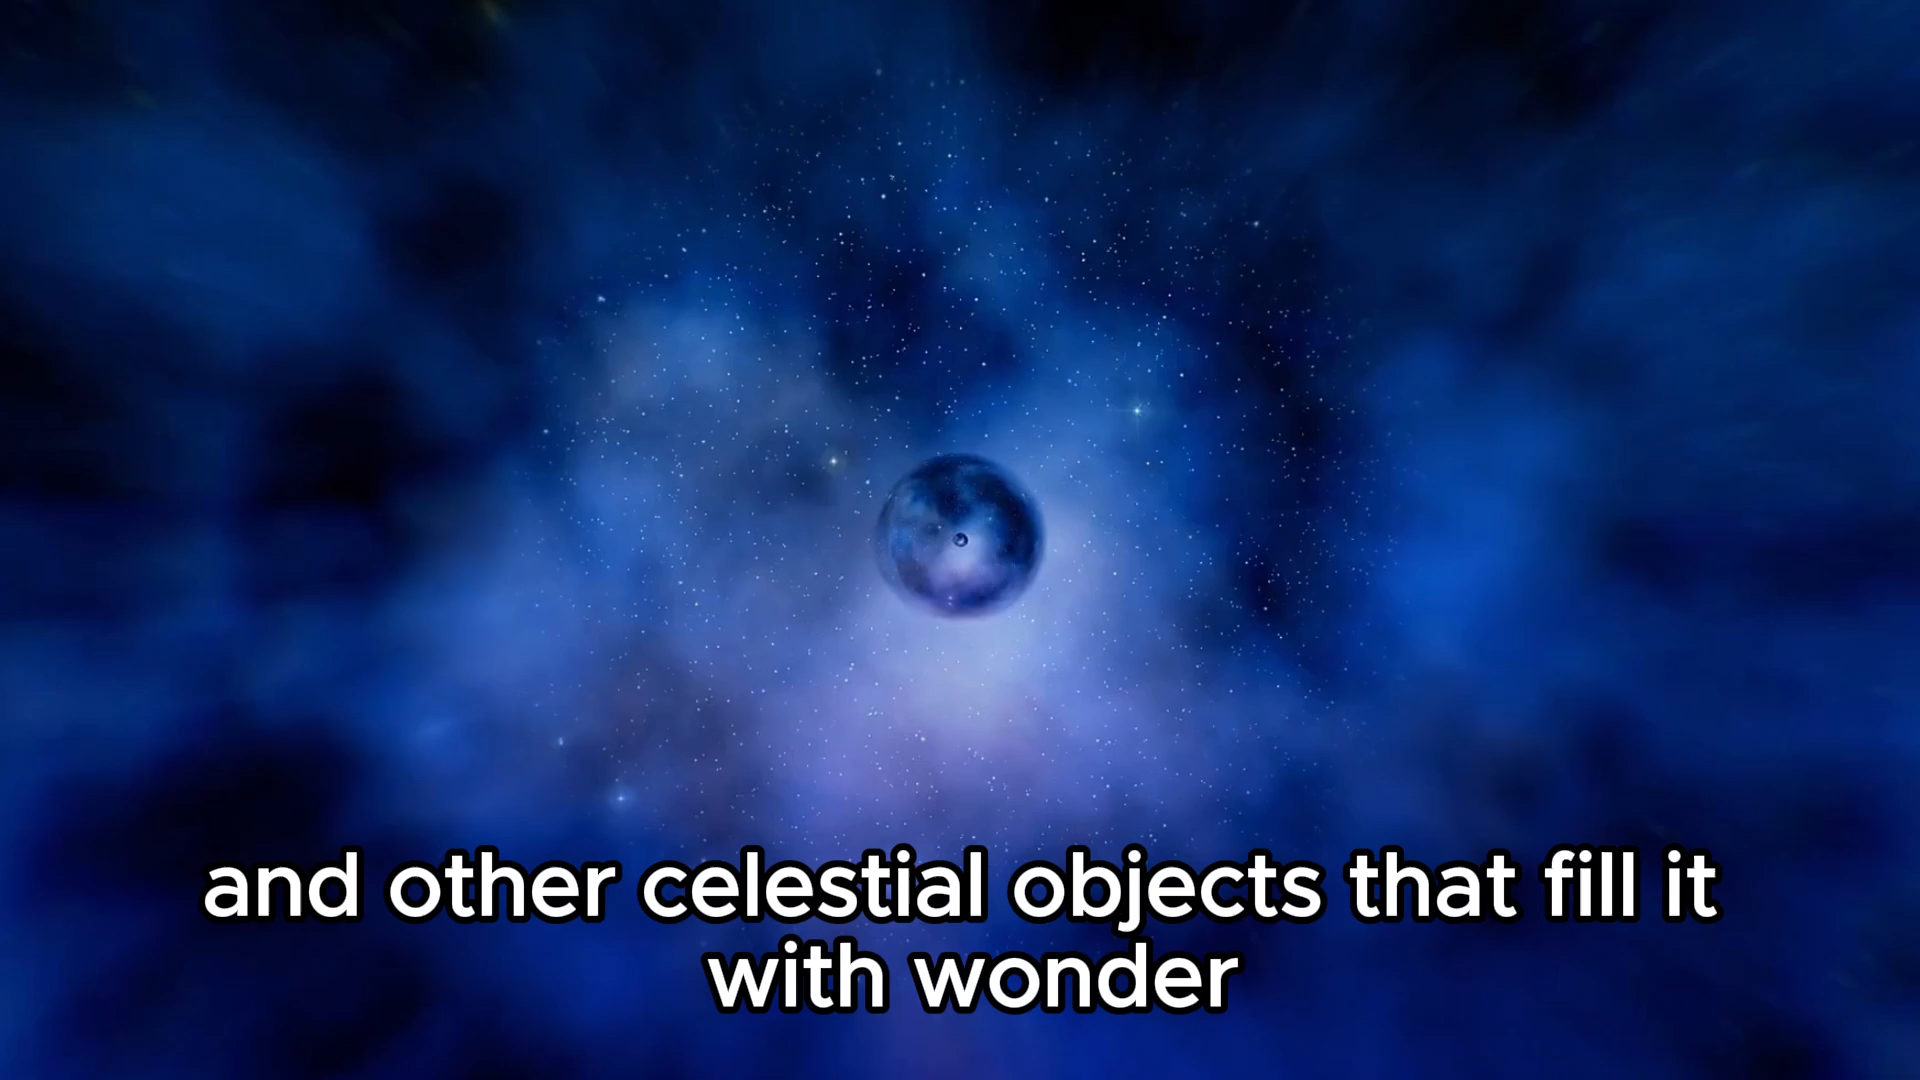 and other celestial objects that fill it
with wonder